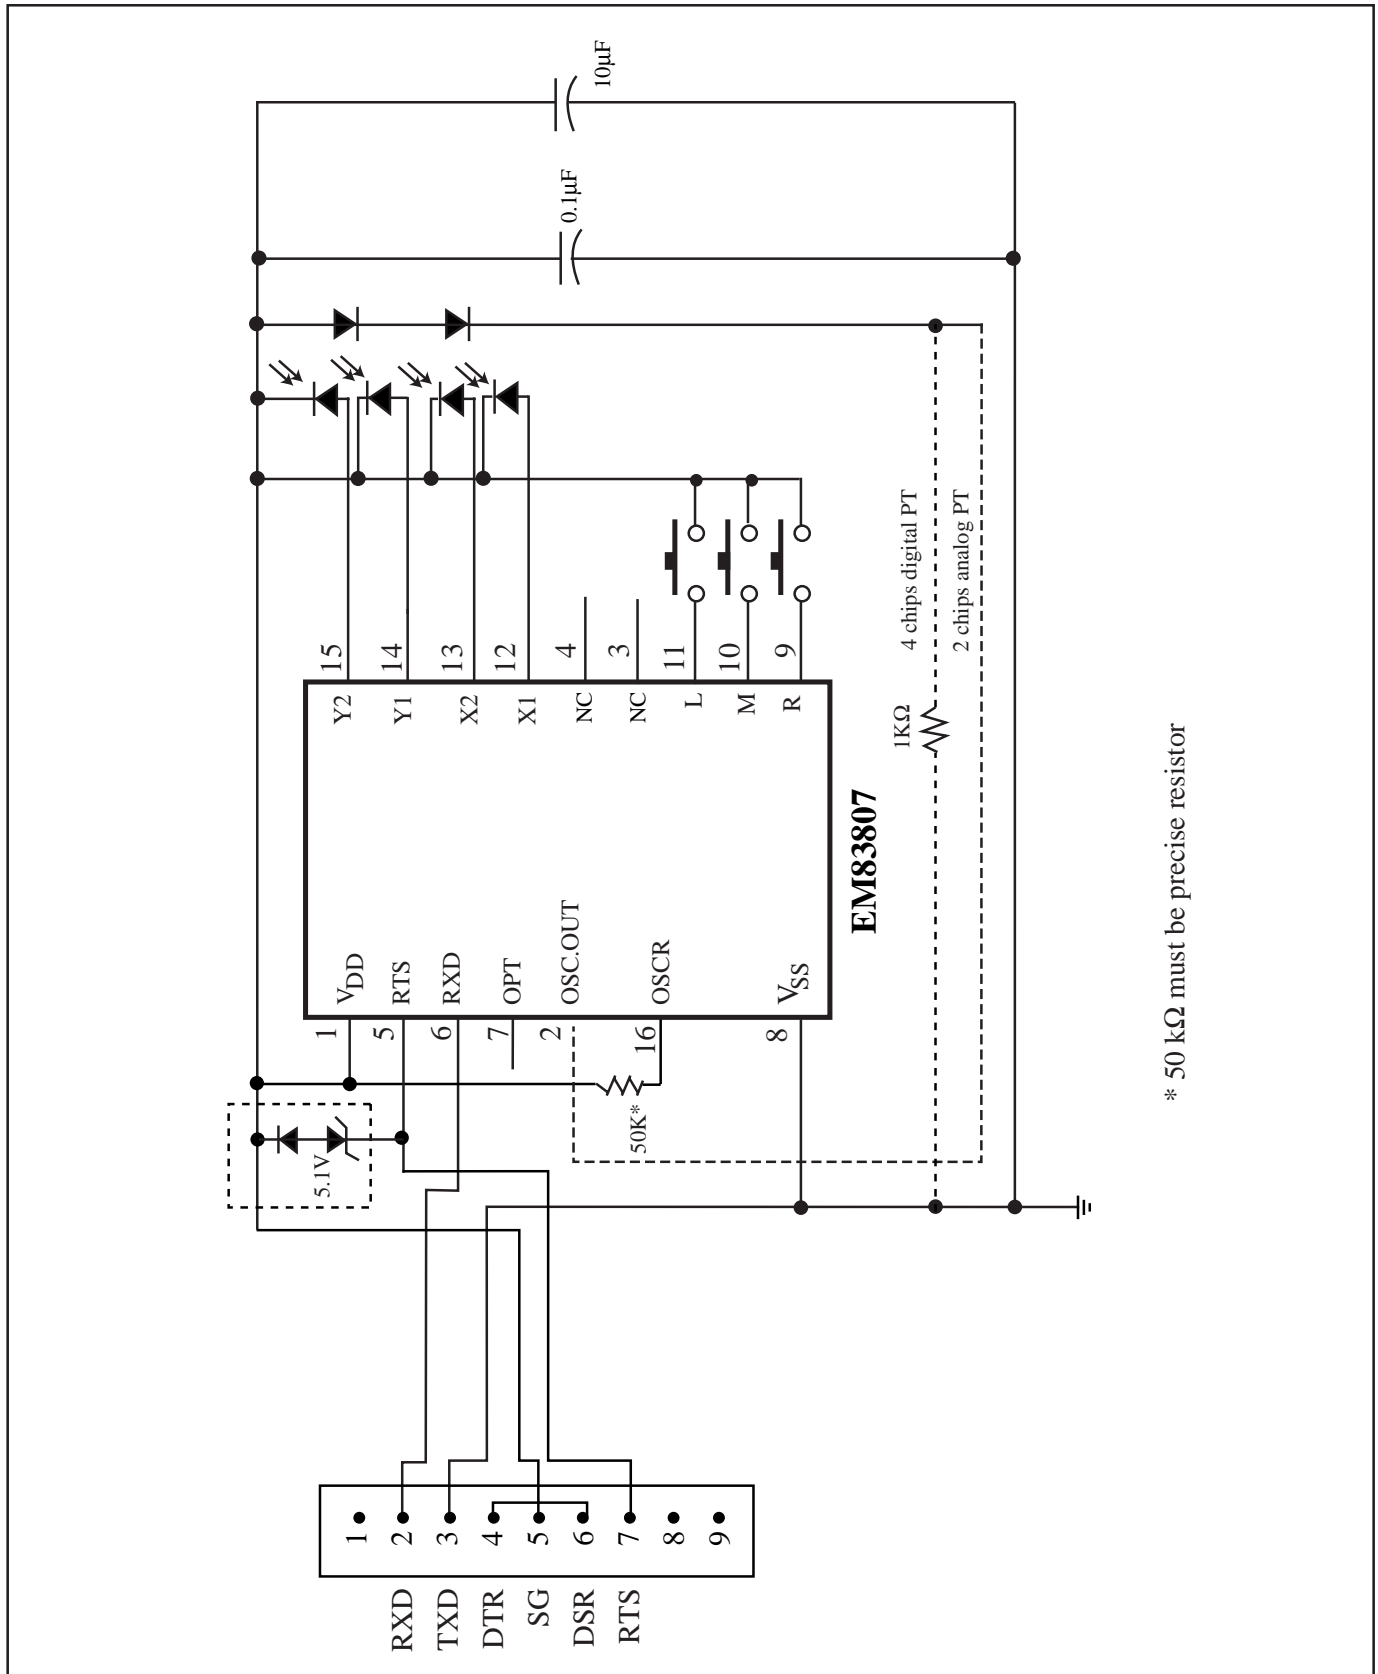 10µF
0.1µF
15
14
13
12
4
3
11
10
9
Y2
Y1
X2
X1
NC
NC
L
M
R
4 chips digital PT
2 chips analog PT
1KΩ
EM83807
VDD
RTS
RXD
OPT
OSC.OUT
OSCR
VSS
1
5
6
7
2
16
8
50K*
5.1V
* 50 kΩ must be precise resistor
1
2
3
4
5
6
7
8
9
RXD
TXD
DTR
SG
DSR
RTS